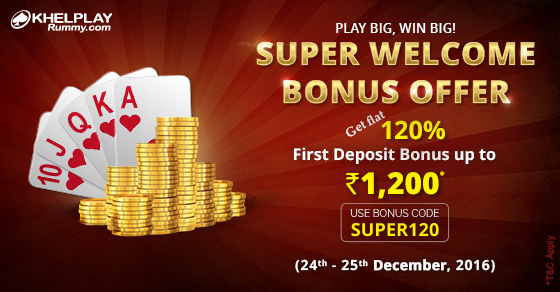 KHELPLAY
Rummy.com
PLAY BIG, WIN BIG!
SUPER WELCOME
BONUS OFFER
Get flat 120%
First Deposit Bonus up to
₹1,200*
USE BONUS CODE
SUPER120
(24th - 25th December, 2016)
*T&C Apply
10
J
Q
K
A